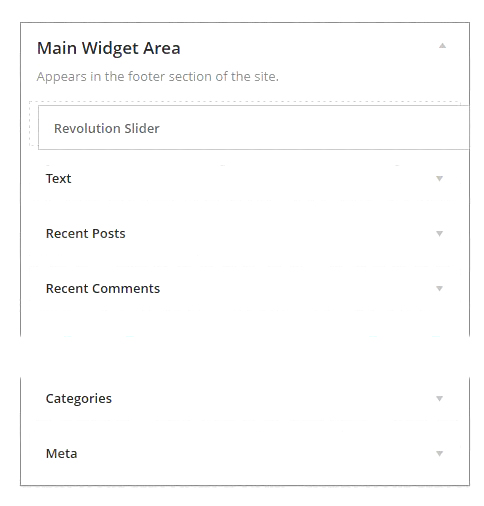 Main Widget Area
Appears in the footer section of the site.
Revolution Slider
Text
Recent Posts
Recent Comments
Categories
Meta